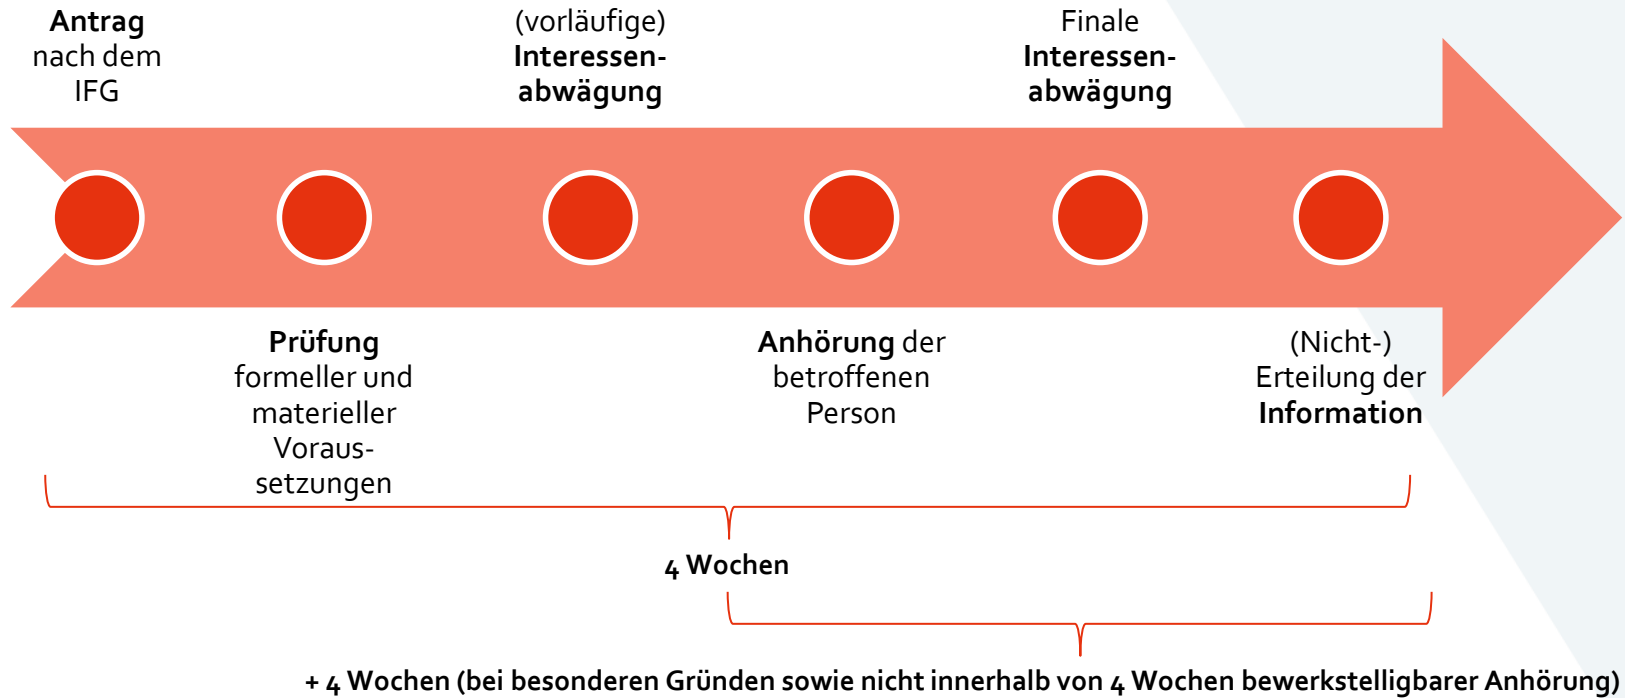 Antrag
nach dem
IFG
(vorläufige)
Interessen-
abwägung
Finale
Interessen-
abwägung
Prüfung
formeller und
materieller
Voraus-
setzungen
Anhörung der
betroffenen
Person
(Nicht-)
Erteilung der
Information
4 Wochen
+ 4 Wochen (bei besonderen Gründen sowie nicht innerhalb von 4 Wochen bewerkstelligbarer Anhörung)